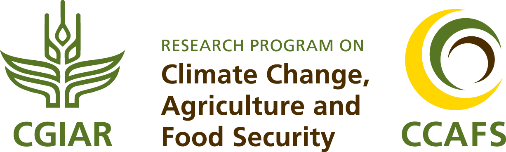 CGIAR
RESEARCH PROGRAM ON
Climate Change,
Agriculture and
Food Security
CCAFS